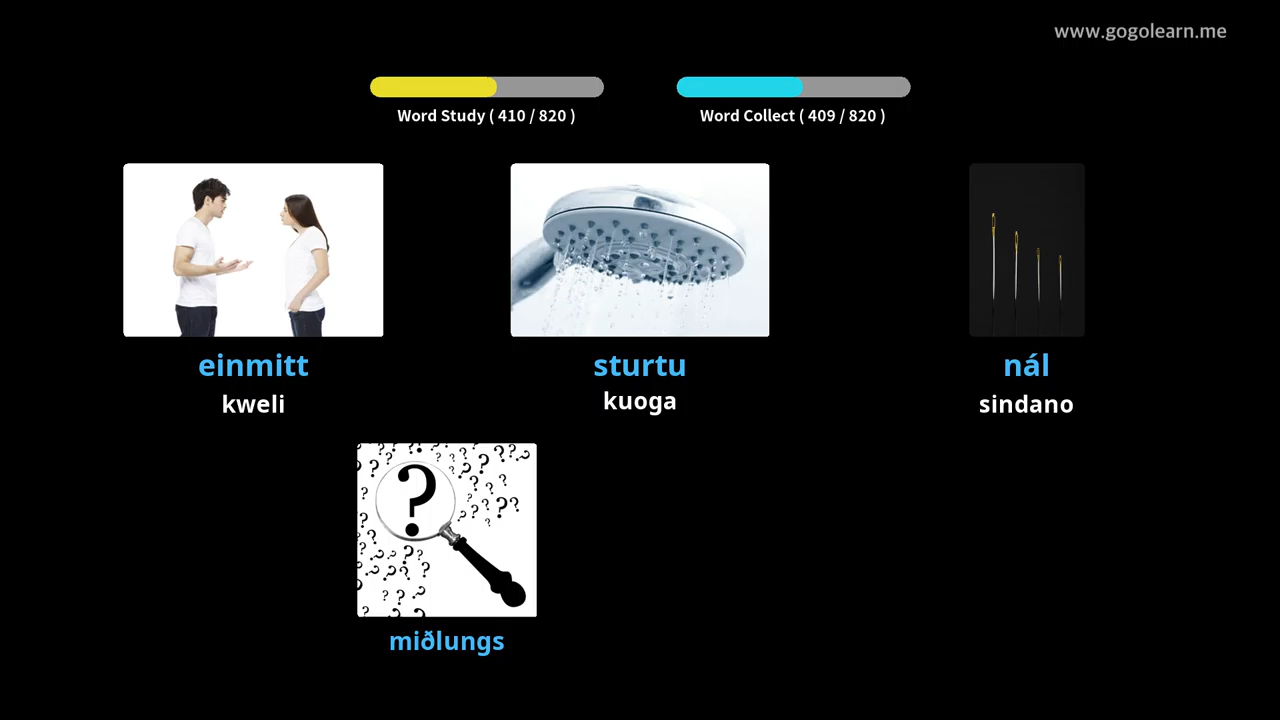 www.gogolearn.me
Word Study ( 410 / 820 )
Word Collect ( 409 / 820 )
einmitt
kweli
sturtu
kuoga
nál
sindano
miðlungs